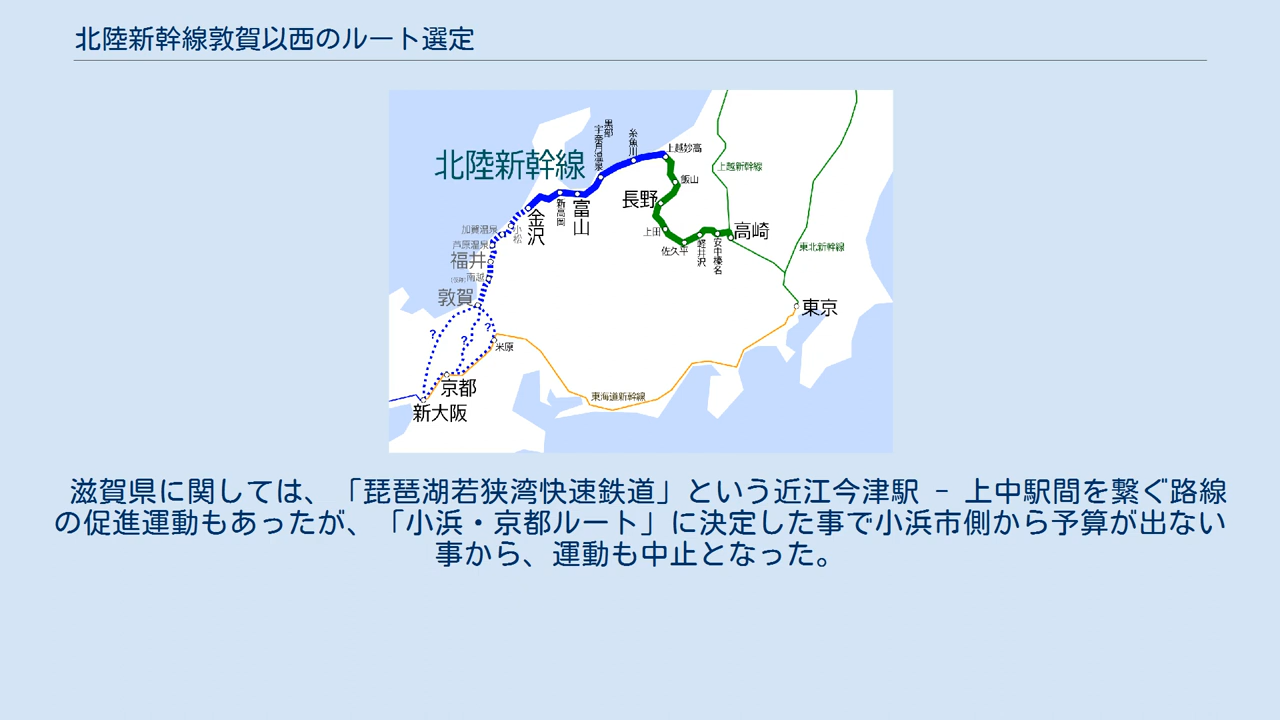 北陸新幹線敦賀以西のルート選定
北陸新幹線
黒部
宇奈月温泉
糸魚川
上越妙高
上越新幹線
飯山
長野
富山
新高岡
金沢
小松
加賀温泉
芦原温泉
福井
南越
敦賀
上田
佐久平
軽井沢
安中榛名
高崎
東北新幹線
東京
?
?
?
米原
京都
新大阪
東海道新幹線
滋賀県に関しては、「琵琶湖若狭湾快速鉄道」という近江今津駅 - 上中駅間を繋ぐ路線
の促進運動もあったが、「小浜・京都ルート」に決定した事で小浜市側から予算が出ない
事から、運動も中止となった。